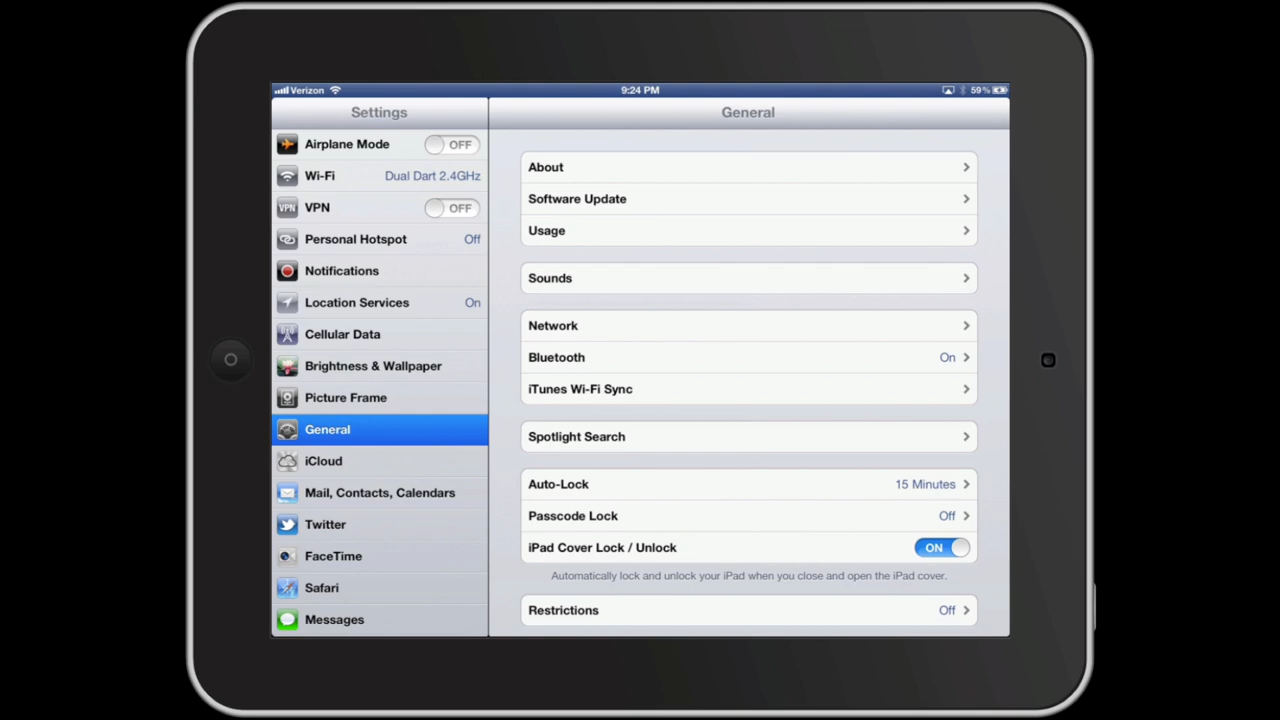 Verizon 9:24 PM 59%
Settings
General
Airplane Mode OFF
Wi-Fi Dual Dart 2.4GHz
VPN VPN OFF
Personal Hotspot Off
Notifications
Location Services On
Cellular Data
Brightness & Wallpaper
Picture Frame
General
iCloud
Mail, Contacts, Calendars
Twitter
FaceTime
Safari
Messages
About
Software Update
Usage
Sounds
Network
Bluetooth On
iTunes Wi-Fi Sync
Spotlight Search
Auto-Lock 15 Minutes
Passcode Lock Off
iPad Cover Lock / Unlock ON
Automatically lock and unlock your iPad when you close and open the iPad cover.
Restrictions Off